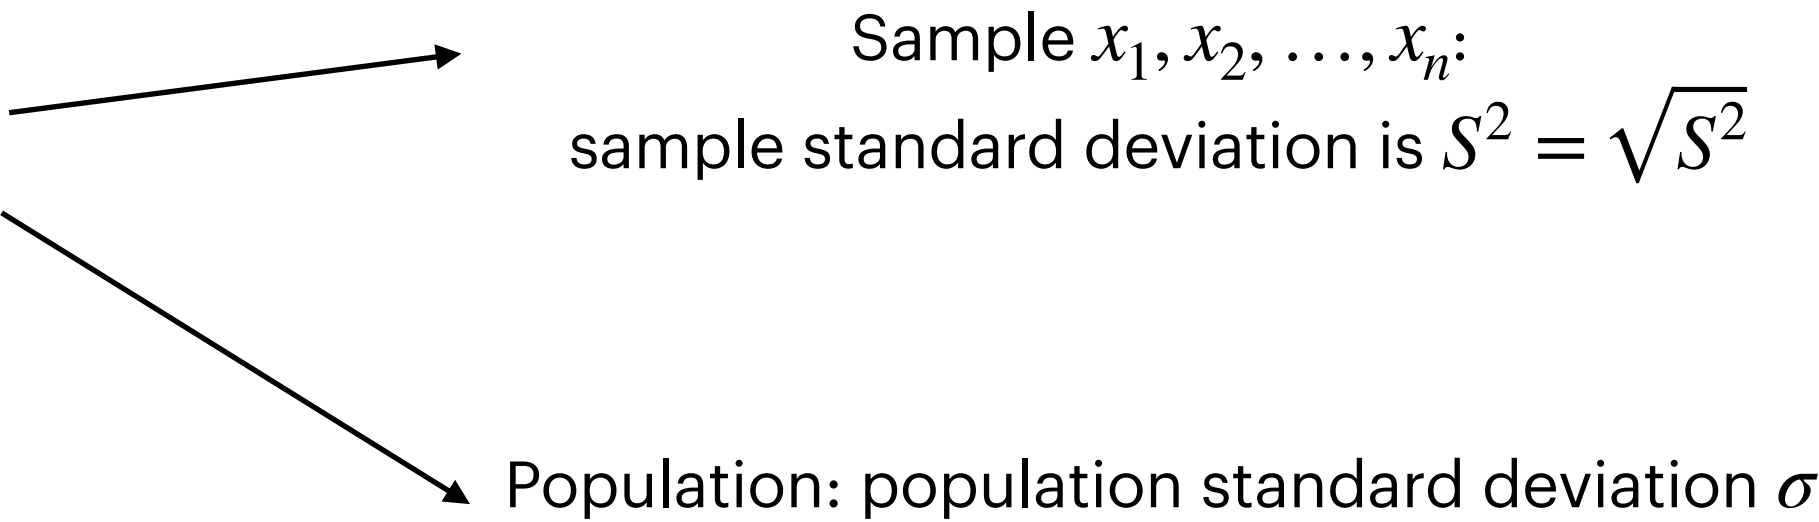 Sample x₁, x₂, …, xₙ:
sample standard deviation is S² = √S²
Population: population standard deviation σ